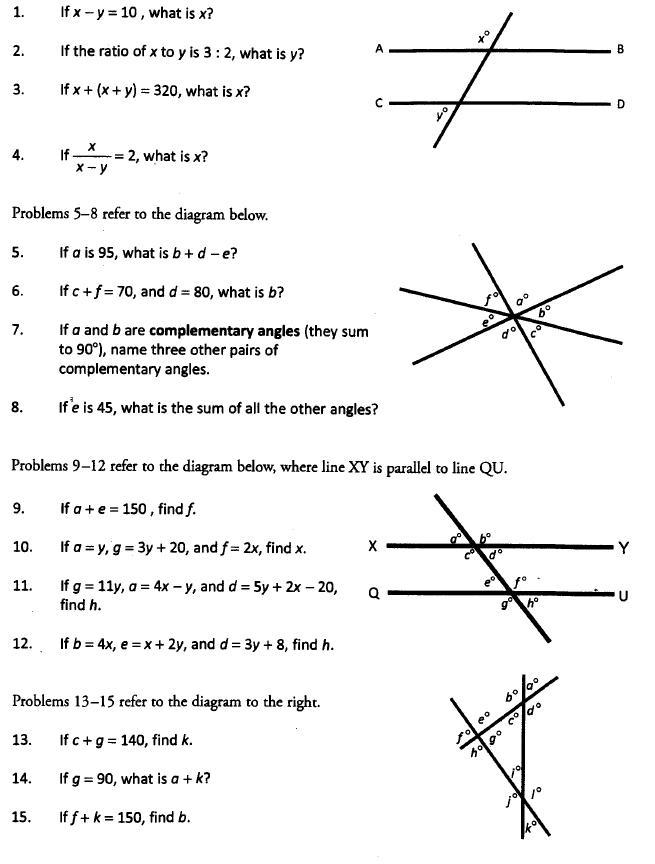 1. If x – y = 10 , what is x?
2. If the ratio of x to y is 3 : 2, what is y?
3. If x + (x + y) = 320, what is x?
4. If x / x – y = 2, what is x?
A B
C D
x°
y°
Problems 5–8 refer to the diagram below.
5. If a is 95, what is b + d – e?
6. If c + f = 70, and d = 80, what is b?
7. If a and b are complementary angles (they sum
to 90°), name three other pairs of
complementary angles.
8. If e is 45, what is the sum of all the other angles?
f° a°
e° b°
d° c°
Problems 9–12 refer to the diagram below, where line XY is parallel to line QU.
9. If a + e = 150 , find f.
10. If a = y, g = 3y + 20, and f = 2x, find x.
11. If g = 11y, a = 4x – y, and d = 5y + 2x – 20,
find h.
12. If b = 4x, e = x + 2y, and d = 3y + 8, find h.
a° b°
X Y
c° d°
e° f°
Q U
g° h°
Problems 13–15 refer to the diagram to the right.
13. If c + g = 140, find k.
14. If g = 90, what is a + k?
15. If f + k = 150, find b.
b° a°
e° c° d°
f° g°
h°
i°
j° l°
k°